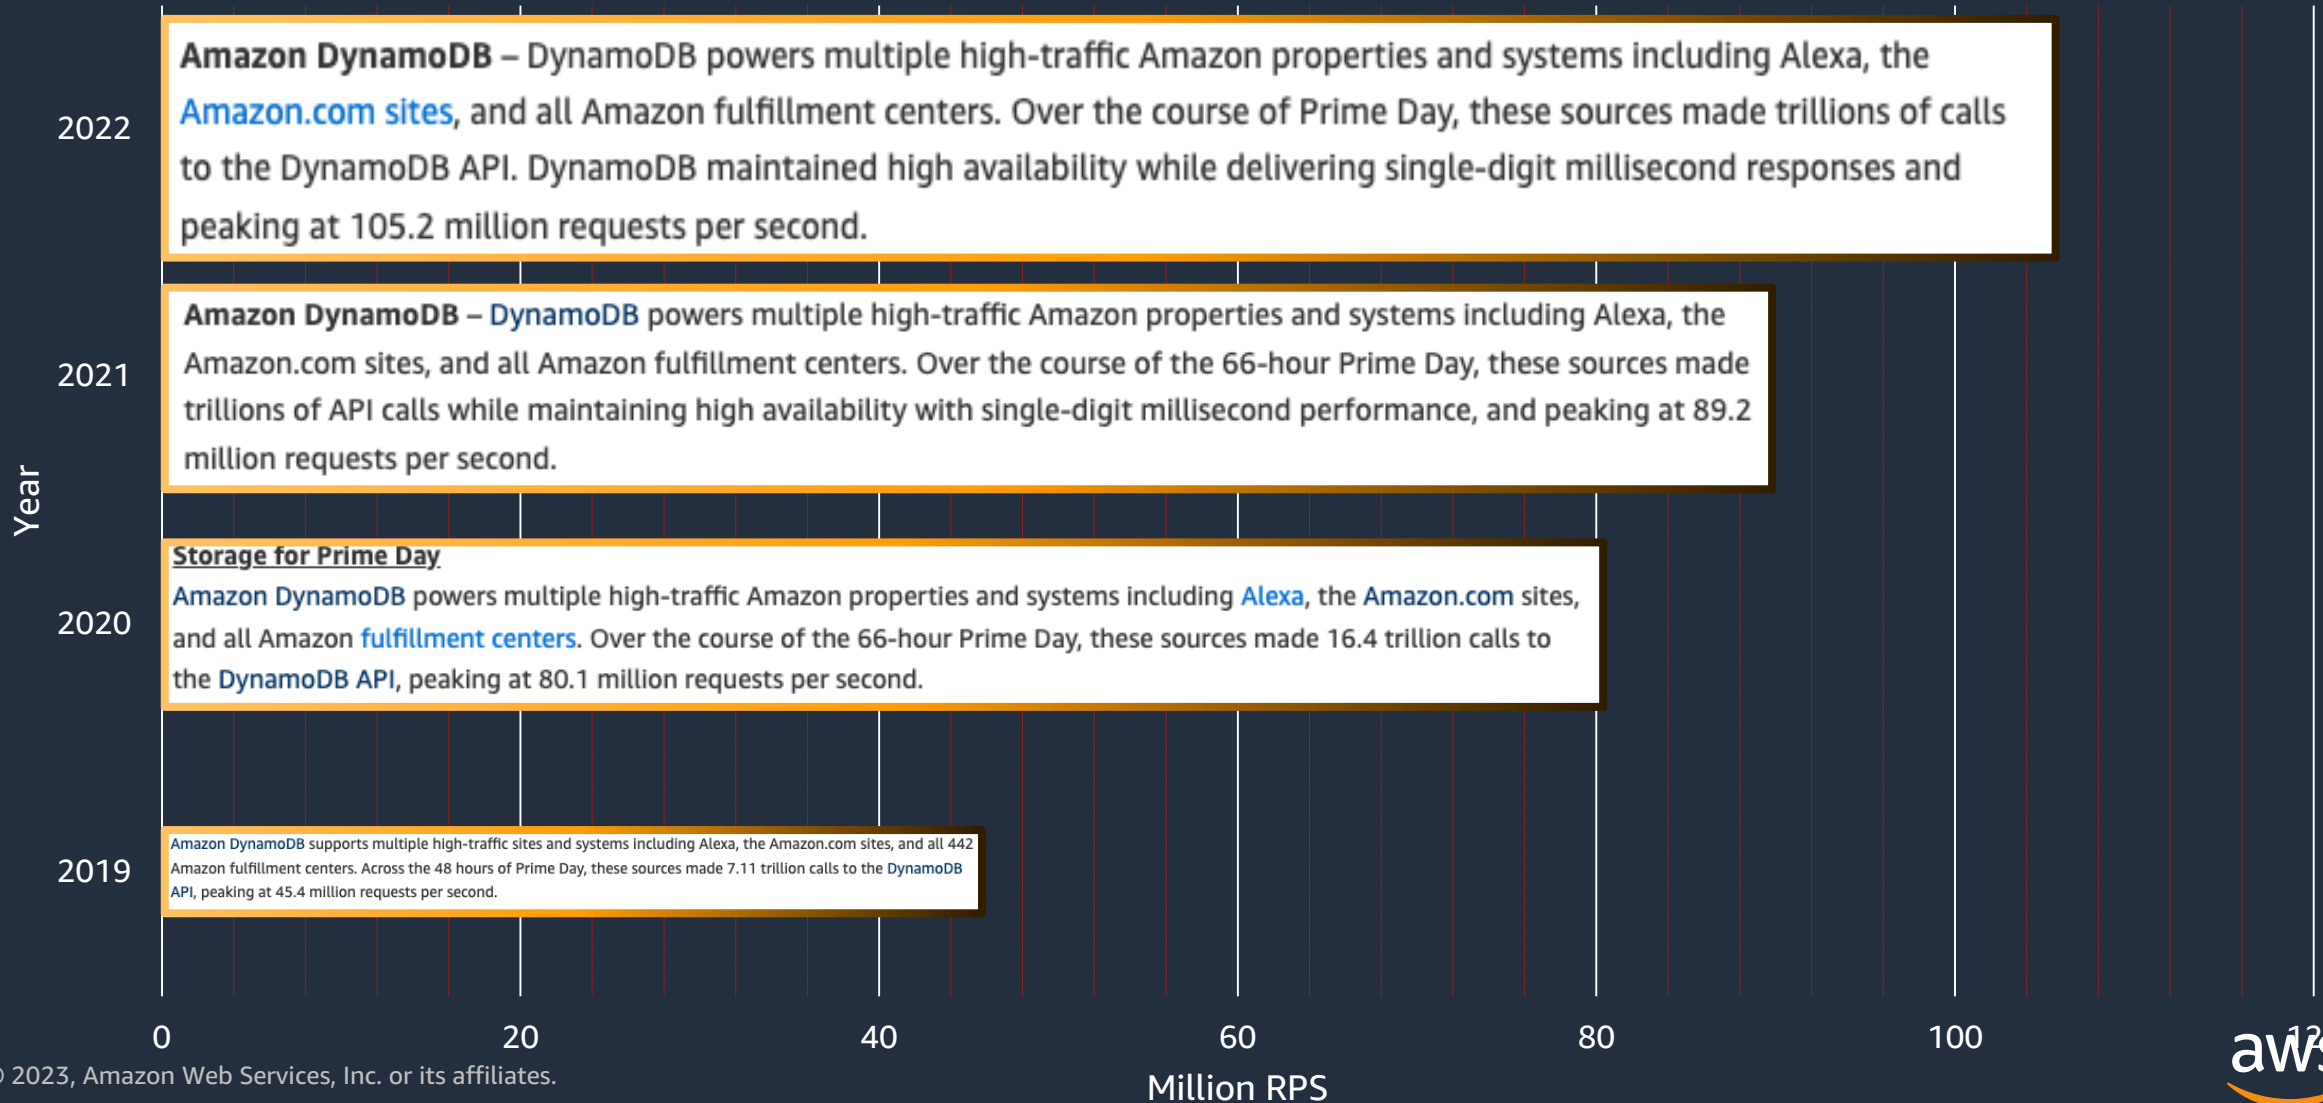 2022
Amazon DynamoDB – DynamoDB powers multiple high-traffic Amazon properties and systems including Alexa, the
Amazon.com sites, and all Amazon fulfillment centers. Over the course of Prime Day, these sources made trillions of calls
to the DynamoDB API. DynamoDB maintained high availability while delivering single-digit millisecond responses and
peaking at 105.2 million requests per second.
2021
Amazon DynamoDB – DynamoDB powers multiple high-traffic Amazon properties and systems including Alexa, the
Amazon.com sites, and all Amazon fulfillment centers. Over the course of the 66-hour Prime Day, these sources made
trillions of API calls while maintaining high availability with single-digit millisecond performance, and peaking at 89.2
million requests per second.
Year
2020
Storage for Prime Day
Amazon DynamoDB powers multiple high-traffic Amazon properties and systems including Alexa, the Amazon.com sites,
and all Amazon fulfillment centers. Over the course of the 66-hour Prime Day, these sources made 16.4 trillion calls to
the DynamoDB API, peaking at 80.1 million requests per second.
2019
Amazon DynamoDB supports multiple high-traffic sites and systems including Alexa, the Amazon.com sites, and all 442
Amazon fulfillment centers. Across the 48 hours of Prime Day, these sources made 7.11 trillion calls to the DynamoDB
API, peaking at 45.4 million requests per second.
0 20 40 60 80 100
© 2023, Amazon Web Services, Inc. or its affiliates.
Million RPS
aws